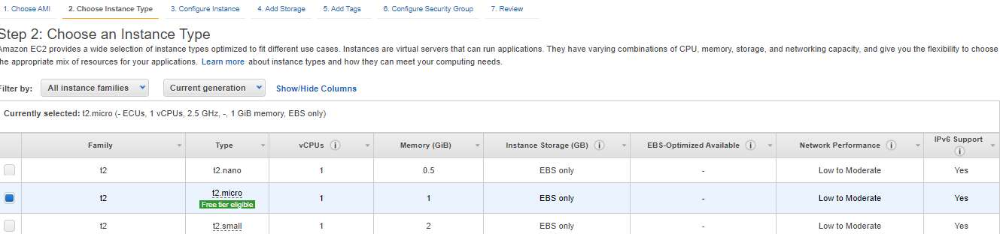 1. Choose AMI 2. Choose Instance Type 3. Configure Instance 4. Add Storage 5. Add Tags 6. Configure Security Group 7. Review
Step 2: Choose an Instance Type
Amazon EC2 provides a wide selection of instance types optimized to fit different use cases. Instances are virtual servers that can run applications. They have varying combinations of CPU, memory, storage, and networking capacity, and give you the flexibility to choose
the appropriate mix of resources for your applications. Learn more about instance types and how they can meet your computing needs.
Filter by: All instance families Current generation Show/Hide Columns
Currently selected: t2.micro (- ECUs, 1 vCPUs, 2.5 GHz, -, 1 GiB memory, EBS only)
Family Type vCPUs Memory (GiB) Instance Storage (GB) EBS-Optimized Available Network Performance IPv6 Support
t2 t2.nano 1 0.5 EBS only - Low to Moderate Yes
t2 t2.micro 1 1 EBS only - Low to Moderate Yes
Free tier eligible
t2 t2.small 1 2 EBS only - Low to Moderate Yes